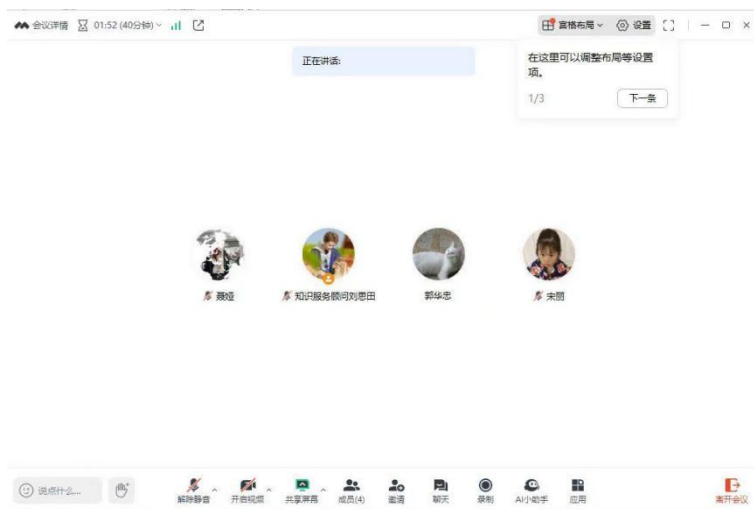 会议详情 01:52 (40分钟)
宫格布局 设置
正在讲话:
在这里可以调整布局等设置
项。
1/3 下一条
聂娅 知识服务顾问刘思田 郭华忠 宋丽
说点什么...
解除静音 开启视频 共享屏幕 成员(4) 邀请 聊天 录制 AI小助手 应用 离开会议